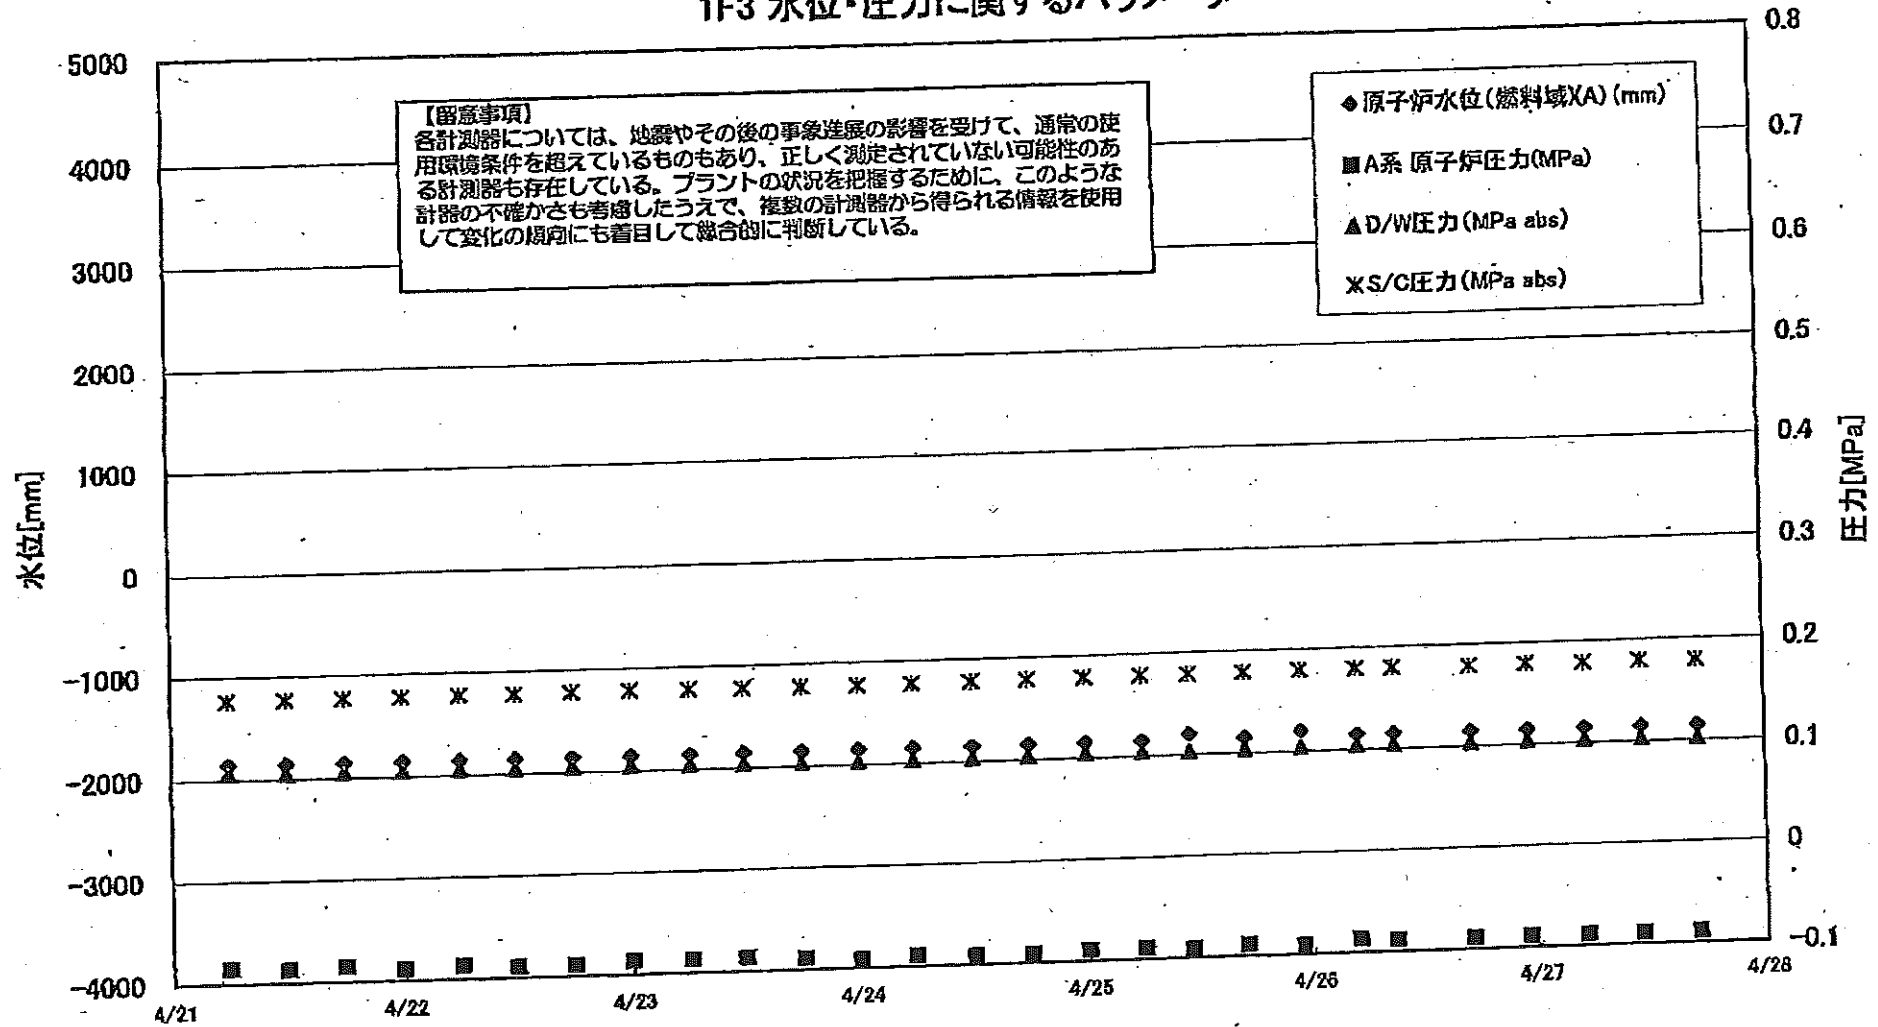 1F3 水位・圧力に関するパラメータ
5000
4000
3000
2000
1000
0
-1000
-2000
-3000
-4000
水位[mm]
【留意事項】
各計測器については、地震やその後の事象進展の影響を受けて、通常の使
用環境条件を超えているものもあり、正しく測定されていない可能性のあ
る計測器も存在している。プラントの状況を把握するために、このような
計器の不確かさも考慮したうえで、複数の計測器から得られる情報を使用
して変化の傾向にも着目して総合的に判断している。
原子炉水位(燃料域)(A)(mm)
A系 原子炉圧力(MPa)
D/W圧力(MPa abs)
S/C圧力(MPa abs)
0.8
0.7
0.6
0.5
0.4
0.3
0.2
0.1
0
-0.1
圧力[MPa]
4/21
4/22
4/23
4/24
4/25
4/26
4/27
4/28